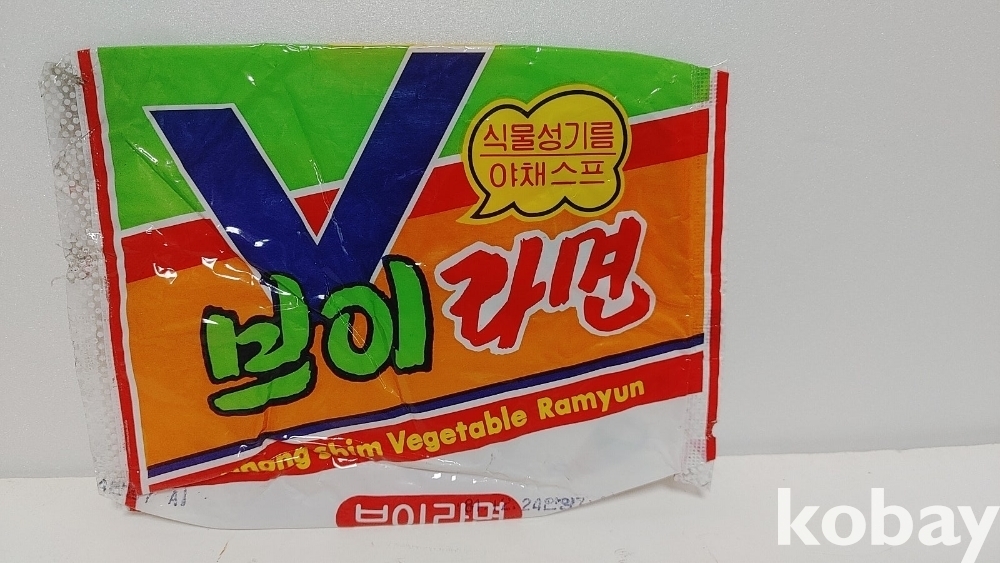 V
식물성기름
야채스프
브이 라면
shim Vegetable Ramyun
브이라면
kobay